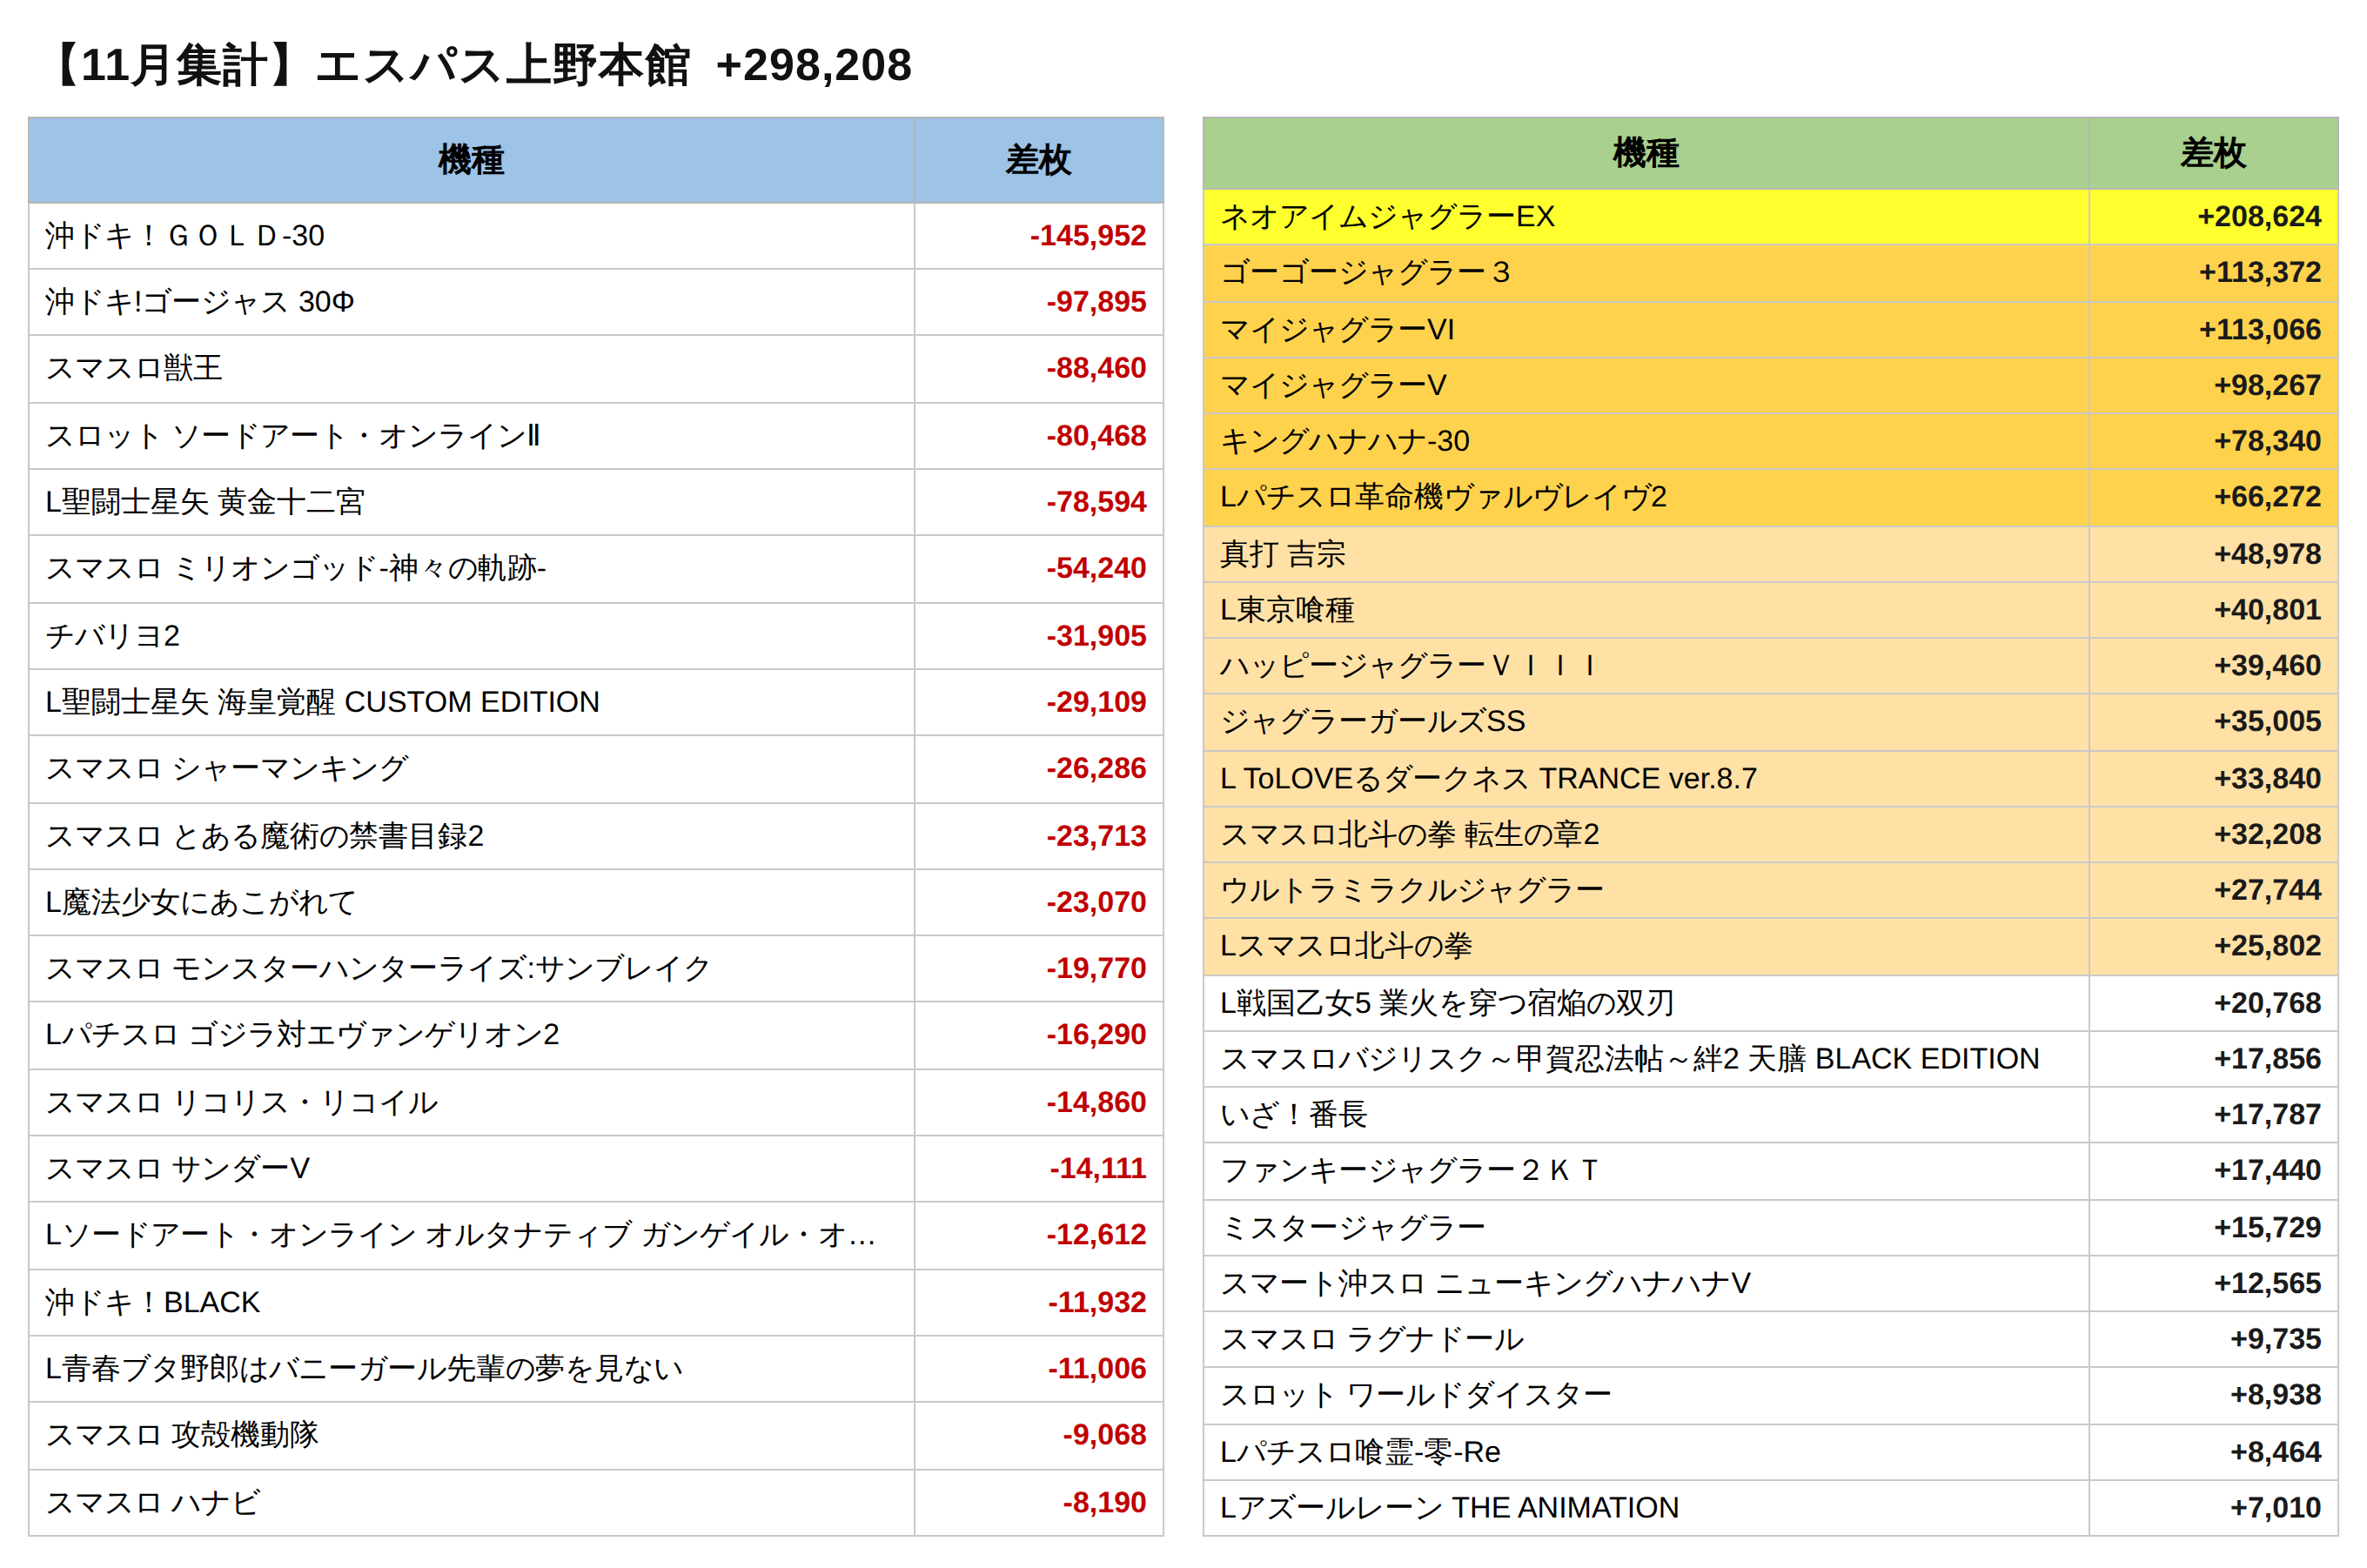 【11月集計】エスパス上野本館 +298,208
機種 差枚
沖ドキ！ＧＯＬＤ-30 -145,952
沖ドキ!ゴージャス 30Φ -97,895
スマスロ獣王 -88,460
スロット ソードアート・オンラインⅡ -80,468
L聖闘士星矢 黄金十二宮 -78,594
スマスロ ミリオンゴッド-神々の軌跡- -54,240
チバリヨ2 -31,905
L聖闘士星矢 海皇覚醒 CUSTOM EDITION -29,109
スマスロ シャーマンキング -26,286
スマスロ とある魔術の禁書目録2 -23,713
L魔法少女にあこがれて -23,070
スマスロ モンスターハンターライズ:サンブレイク -19,770
Lパチスロ ゴジラ対エヴァンゲリオン2 -16,290
スマスロ リコリス・リコイル -14,860
スマスロ サンダーV -14,111
Lソードアート・オンライン オルタナティブ ガンゲイル・オ… -12,612
沖ドキ！BLACK -11,932
L青春ブタ野郎はバニーガール先輩の夢を見ない -11,006
スマスロ 攻殻機動隊 -9,068
スマスロ ハナビ -8,190
機種 差枚
ネオアイムジャグラーEX +208,624
ゴーゴージャグラー３ +113,372
マイジャグラーVI +113,066
マイジャグラーV +98,267
キングハナハナ-30 +78,340
Lパチスロ革命機ヴァルヴレイヴ2 +66,272
真打 吉宗 +48,978
L東京喰種 +40,801
ハッピージャグラーＶＩＩＩ +39,460
ジャグラーガールズSS +35,005
L ToLOVEるダークネス TRANCE ver.8.7 +33,840
スマスロ北斗の拳 転生の章2 +32,208
ウルトラミラクルジャグラー +27,744
Lスマスロ北斗の拳 +25,802
L戦国乙女5 業火を穿つ宿焔の双刃 +20,768
スマスロバジリスク～甲賀忍法帖～絆2 天膳 BLACK EDITION +17,856
いざ！番長 +17,787
ファンキージャグラー２ＫＴ +17,440
ミスタージャグラー +15,729
スマート沖スロ ニューキングハナハナV +12,565
スマスロ ラグナドール +9,735
スロット ワールドダイスター +8,938
Lパチスロ喰霊-零-Re +8,464
Lアズールレーン THE ANIMATION +7,010